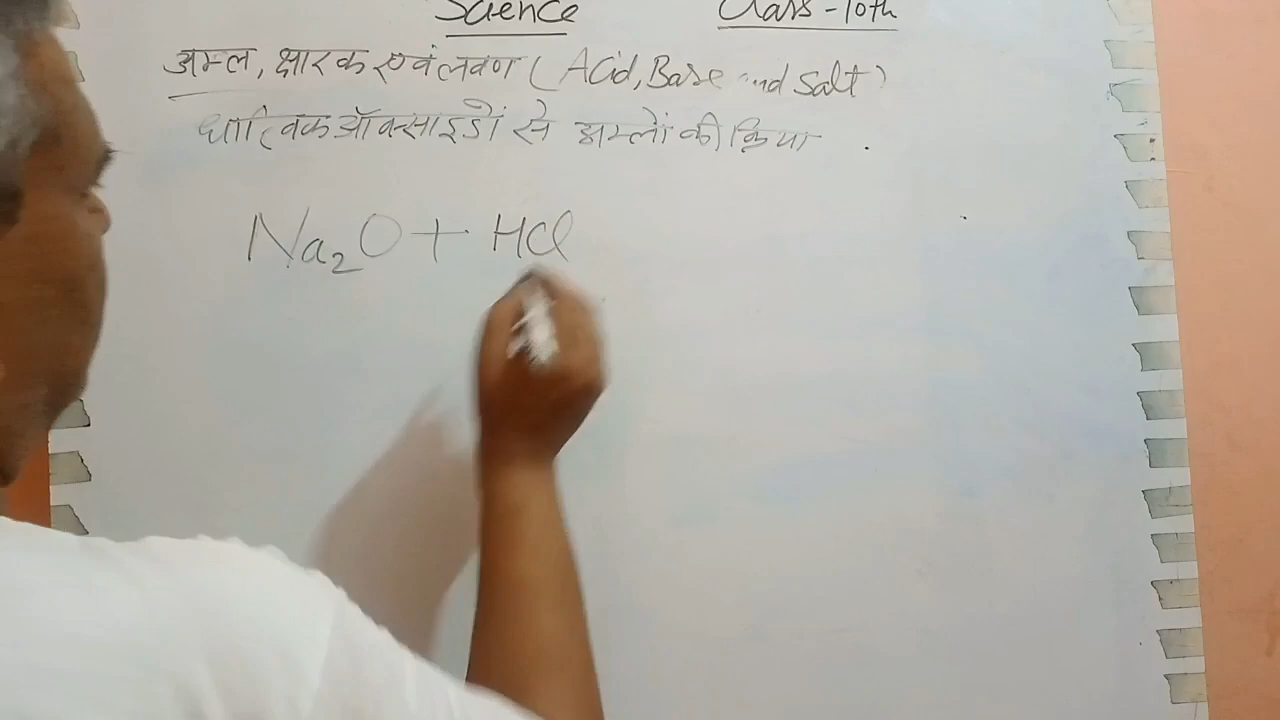 Science Class-10th
अम्ल, क्षारक एवं लवण (Acid, Base and Salt)
धात्विक ऑक्साइडों से अम्लों की क्रिया
Na₂O + HCl